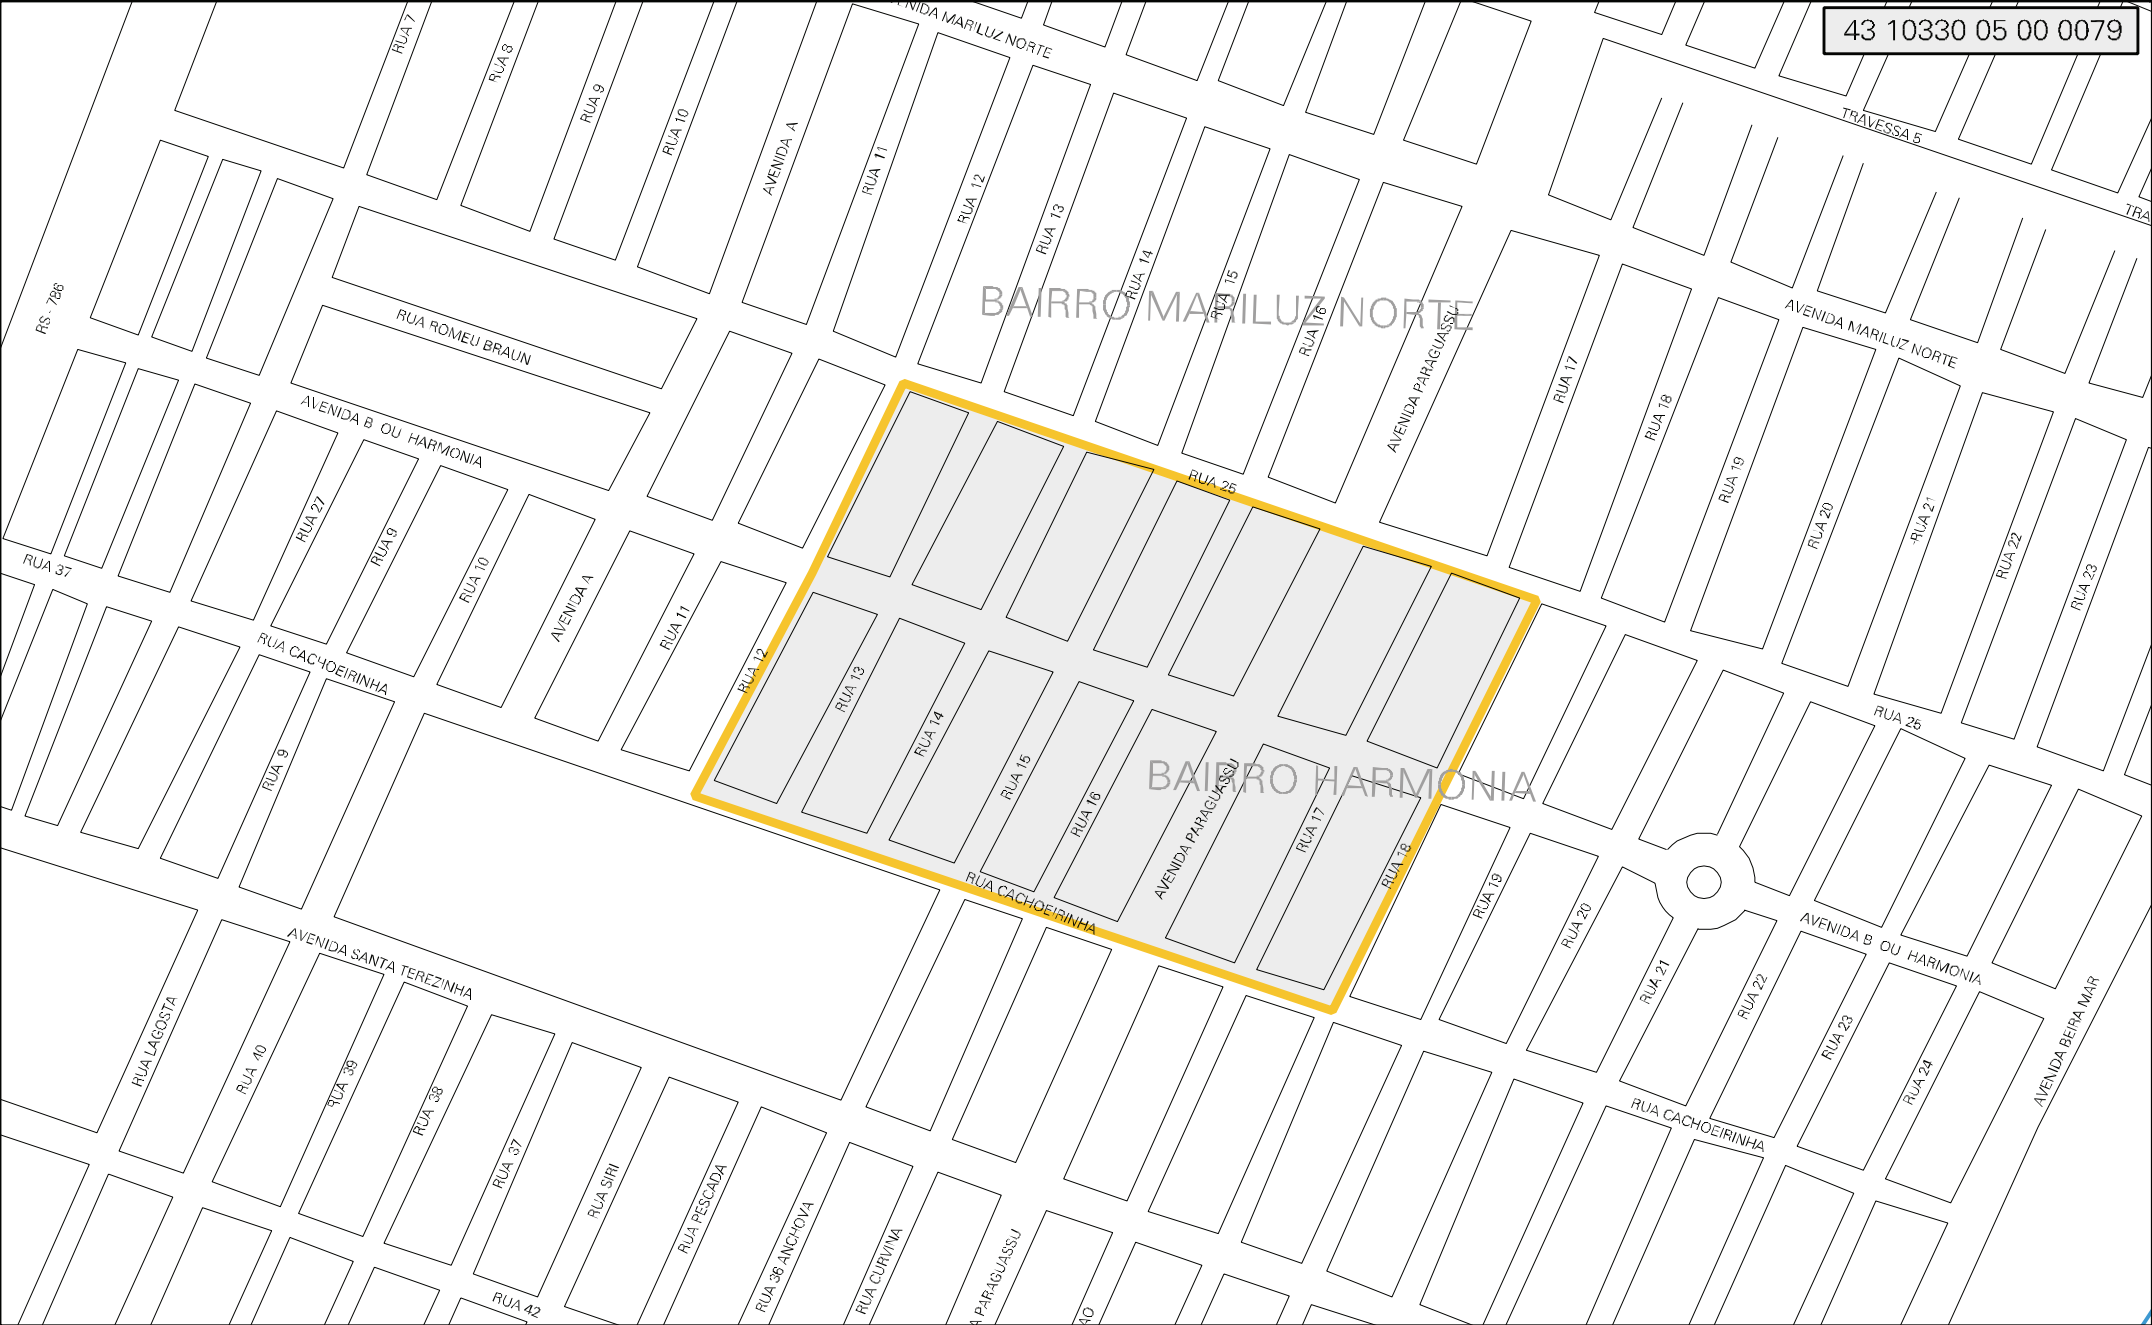 43 10330 05 00 0079
RUA 7
RUA 8
RUA 9
RUA 10
AVENIDA A
RUA 11
RUA 12
RUA 13
RUA 14
RUA 15
RUA 16
MARILUZ NORTE
TRAVESSA 5
RS - 786
BAIRRO MARILUZ NORTE
AVENIDA PARAGUASSU
RUA 17
RUA 18
RUA 19
RUA 20
RUA 21
RUA 22
RUA 23
AVENIDA MARILUZ NORTE
RUA ROMEU BRAUN
AVENIDA B OU HARMONIA
RUA 25
RUA 27
RUA 9
RUA 10
AVENIDA A
RUA 11
RUA 12
RUA 37
RUA CACHOEIRINHA
RUA 13
RUA 14
RUA 15
RUA 16
AVENIDA PARAGUASSU
RUA 17
RUA 18
BAIRRO HARMONIA
RUA 25
RUA 9
RUA CACHOEIRINHA
RUA 19
RUA 20
RUA 21
RUA 22
RUA 23
RUA 24
AVENIDA B OU HARMONIA
AVENIDA BEIRA MAR
RUA CACHOEIRINHA
AVENIDA SANTA TEREZINHA
RUA LAGOSTA
RUA 40
RUA 39
RUA 38
RUA 37
RUA SIRI
RUA PESCADA
RUA 36 ANCHOVA
RUA CURVINA
PARAGUASSU
RUA 42